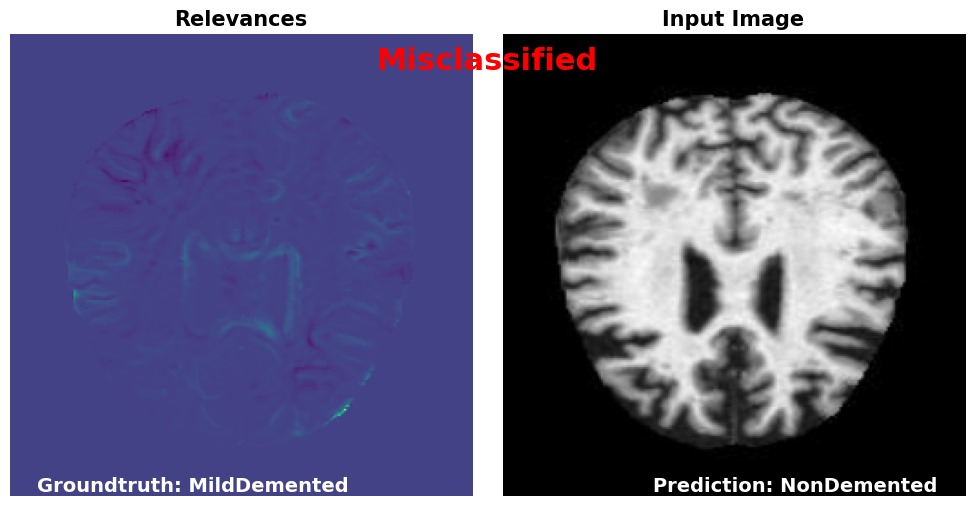 Relevances
Input Image
Misclassified
Groundtruth: MildDemented
Prediction: NonDemented